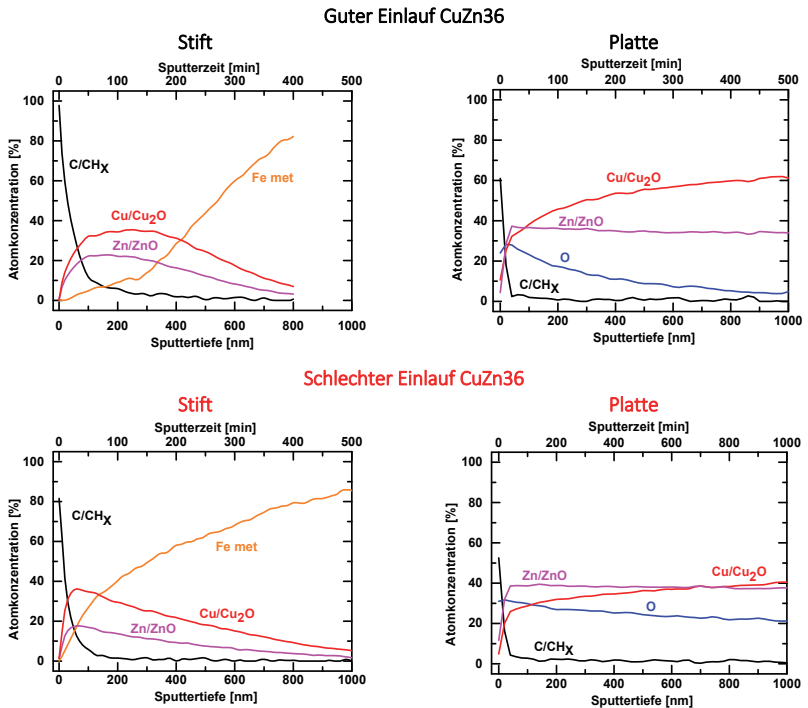 Guter Einlauf CuZn36
Stift
Sputterzeit [min]
0 100 200 300 400 500
100
80
60
40
20
0
Atomkonzentration [%]
C/CHX
Fe met
Cu/Cu2O
Zn/ZnO
0 200 400 600 800 1000
Sputtertiefe [nm]
Platte
Sputterzeit [min]
0 100 200 300 400 500
100
80
60
40
20
0
Atomkonzentration [%]
Cu/Cu2O
Zn/ZnO
O
C/CHX
0 200 400 600 800 1000
Sputtertiefe [nm]
Schlechter Einlauf CuZn36
Stift
Sputterzeit [min]
0 100 200 300 400 500
100
80
60
40
20
0
Atomkonzentration [%]
C/CHX
Fe met
Cu/Cu2O
Zn/ZnO
0 200 400 600 800 1000
Sputtertiefe [nm]
Platte
Sputterzeit [min]
0 200 400 600 800 1000
100
80
60
40
20
0
Atomkonzentration [%]
Zn/ZnO
Cu/Cu2O
O
C/CHX
0 200 400 600 800 1000
Sputtertiefe [nm]